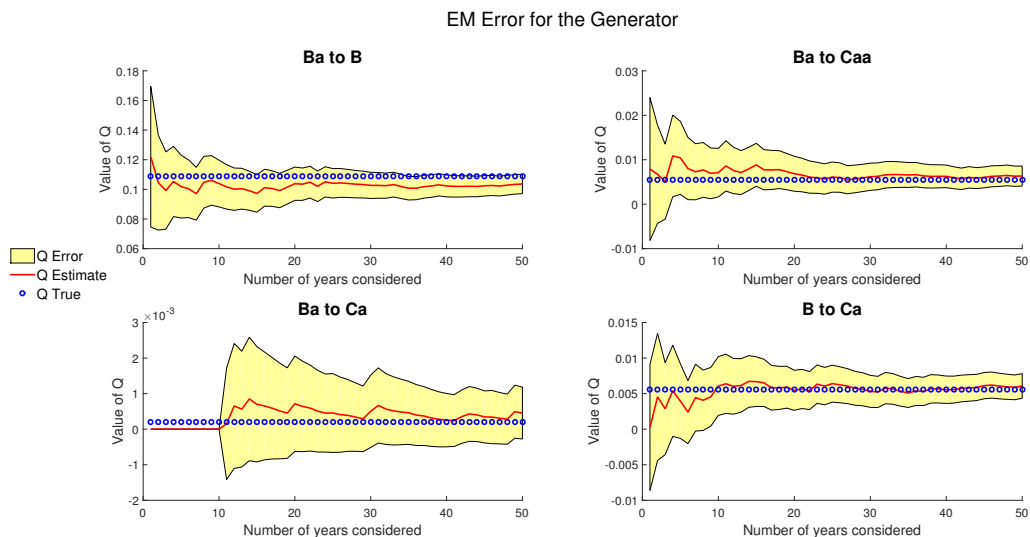 EM Error for the Generator
Ba to B
0.18
0.16
0.14
0.12
0.1
0.08
0.06
Value of Q
0 10 20 30 40 50
Number of years considered
Ba to Caa
0.03
0.02
0.01
0
-0.01
Value of Q
0 10 20 30 40 50
Number of years considered
Q Error
Q Estimate
Q True
Ba to Ca
×10⁻³
3
2
1
0
-1
-2
Value of Q
0 10 20 30 40 50
Number of years considered
B to Ca
0.015
0.01
0.005
0
-0.005
-0.01
Value of Q
0 10 20 30 40 50
Number of years considered